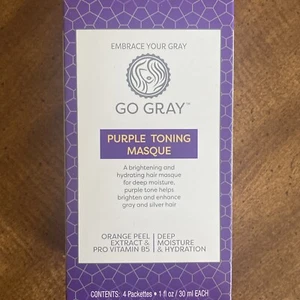 EMBRACE YOUR GRAY
GO GRAY™
PURPLE TONING
MASQUE
A brightening and
hydrating hair masque
for deep moisture,
purple tone helps
brighten and enhance
gray and silver hair
ORANGE PEEL | DEEP
EXTRACT & | MOISTURE
PRO VITAMIN B5 | & HYDRATION
CONTENTS: 4 Packettes • 1 fl oz / 30 ml EACH